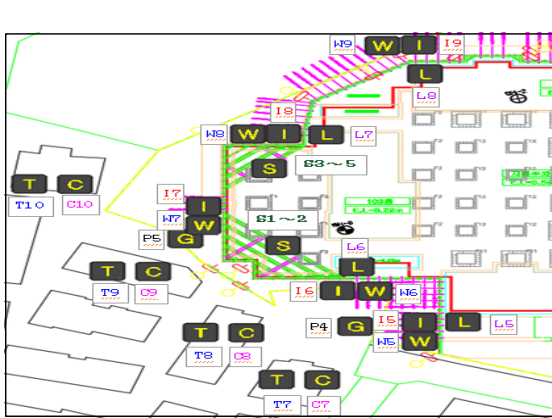 W9 W I I9
L
L8
I8
W8 W I L L7
S S3～5
T C
T10 C10
I7 I
W7 W
P5 G
S1～2
S
L6
L
T C
T9 C9
I6 I W W6
P4 G I5 I L L5
W5 W
T C
T8 C8
T C
T7 C7